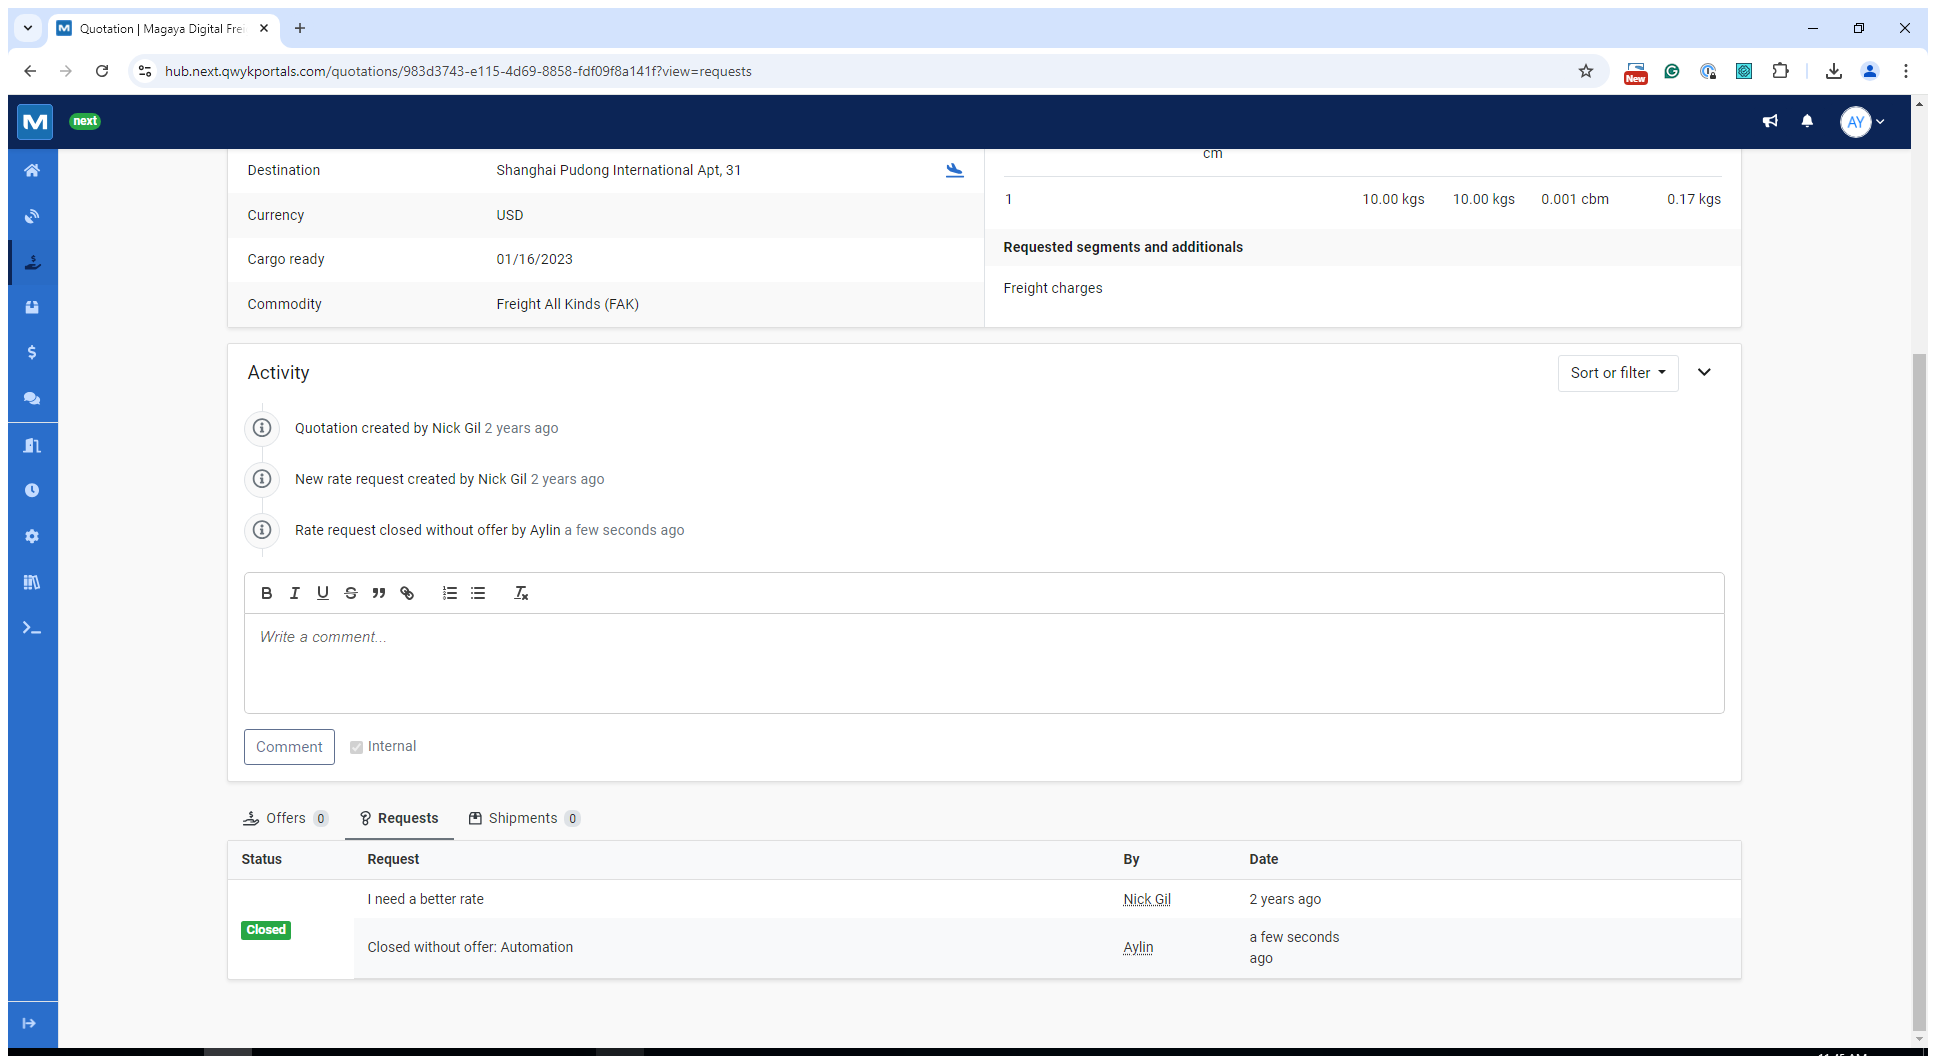 Quotation | Magaya Digital Frei
hub.next.qwykportals.com/quotations/983d3743-e115-4d69-8858-fdf09f8a141f?view=requests
New
M next
AY
Destination Shanghai Pudong International Apt, 31
cm
Currency USD
1 10.00 kgs 10.00 kgs 0.001 cbm 0.17 kgs
Cargo ready 01/16/2023
Requested segments and additionals
Commodity Freight All Kinds (FAK)
Freight charges
Activity
Sort or filter
Quotation created by Nick Gil 2 years ago
New rate request created by Nick Gil 2 years ago
Rate request closed without offer by Aylin a few seconds ago
B I U S
Write a comment...
Comment Internal
Offers 0 Requests Shipments 0
Status Request By Date
I need a better rate Nick Gil 2 years ago
Closed
Closed without offer: Automation Aylin a few seconds
ago